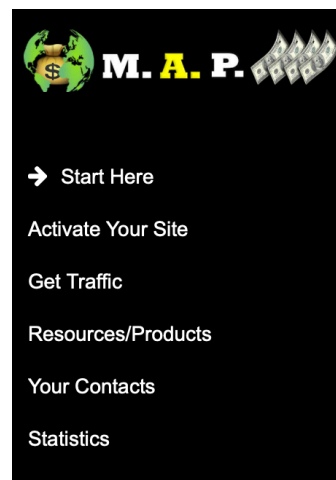 M. A. P.
Start Here
Activate Your Site
Get Traffic
Resources/Products
Your Contacts
Statistics